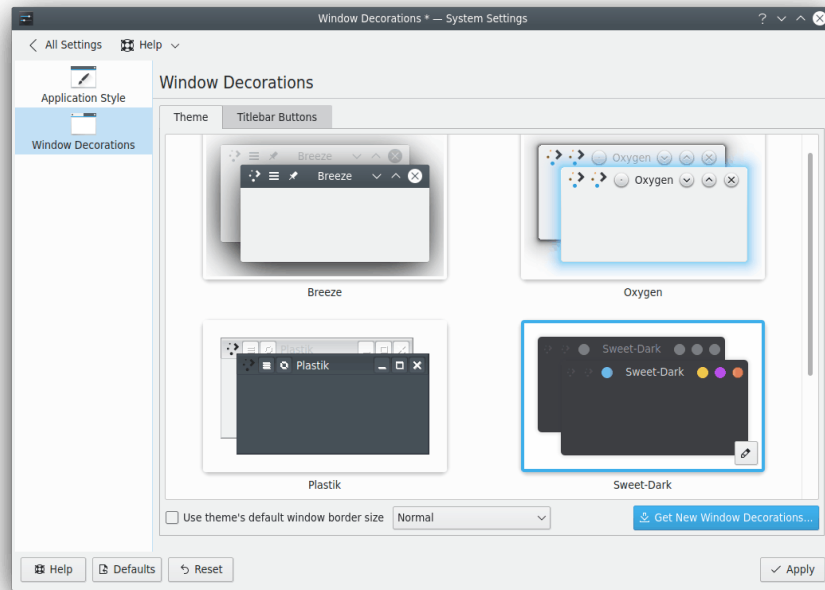 Window Decorations * — System Settings
All Settings Help
Application Style
Window Decorations
Window Decorations
Theme Titlebar Buttons
Breeze
Breeze
Breeze
Oxygen
Oxygen
Oxygen
Plastik
Plastik
Plastik
Sweet-Dark
Sweet-Dark
Sweet-Dark
Use theme's default window border size Normal Get New Window Decorations...
Help Defaults Reset Apply